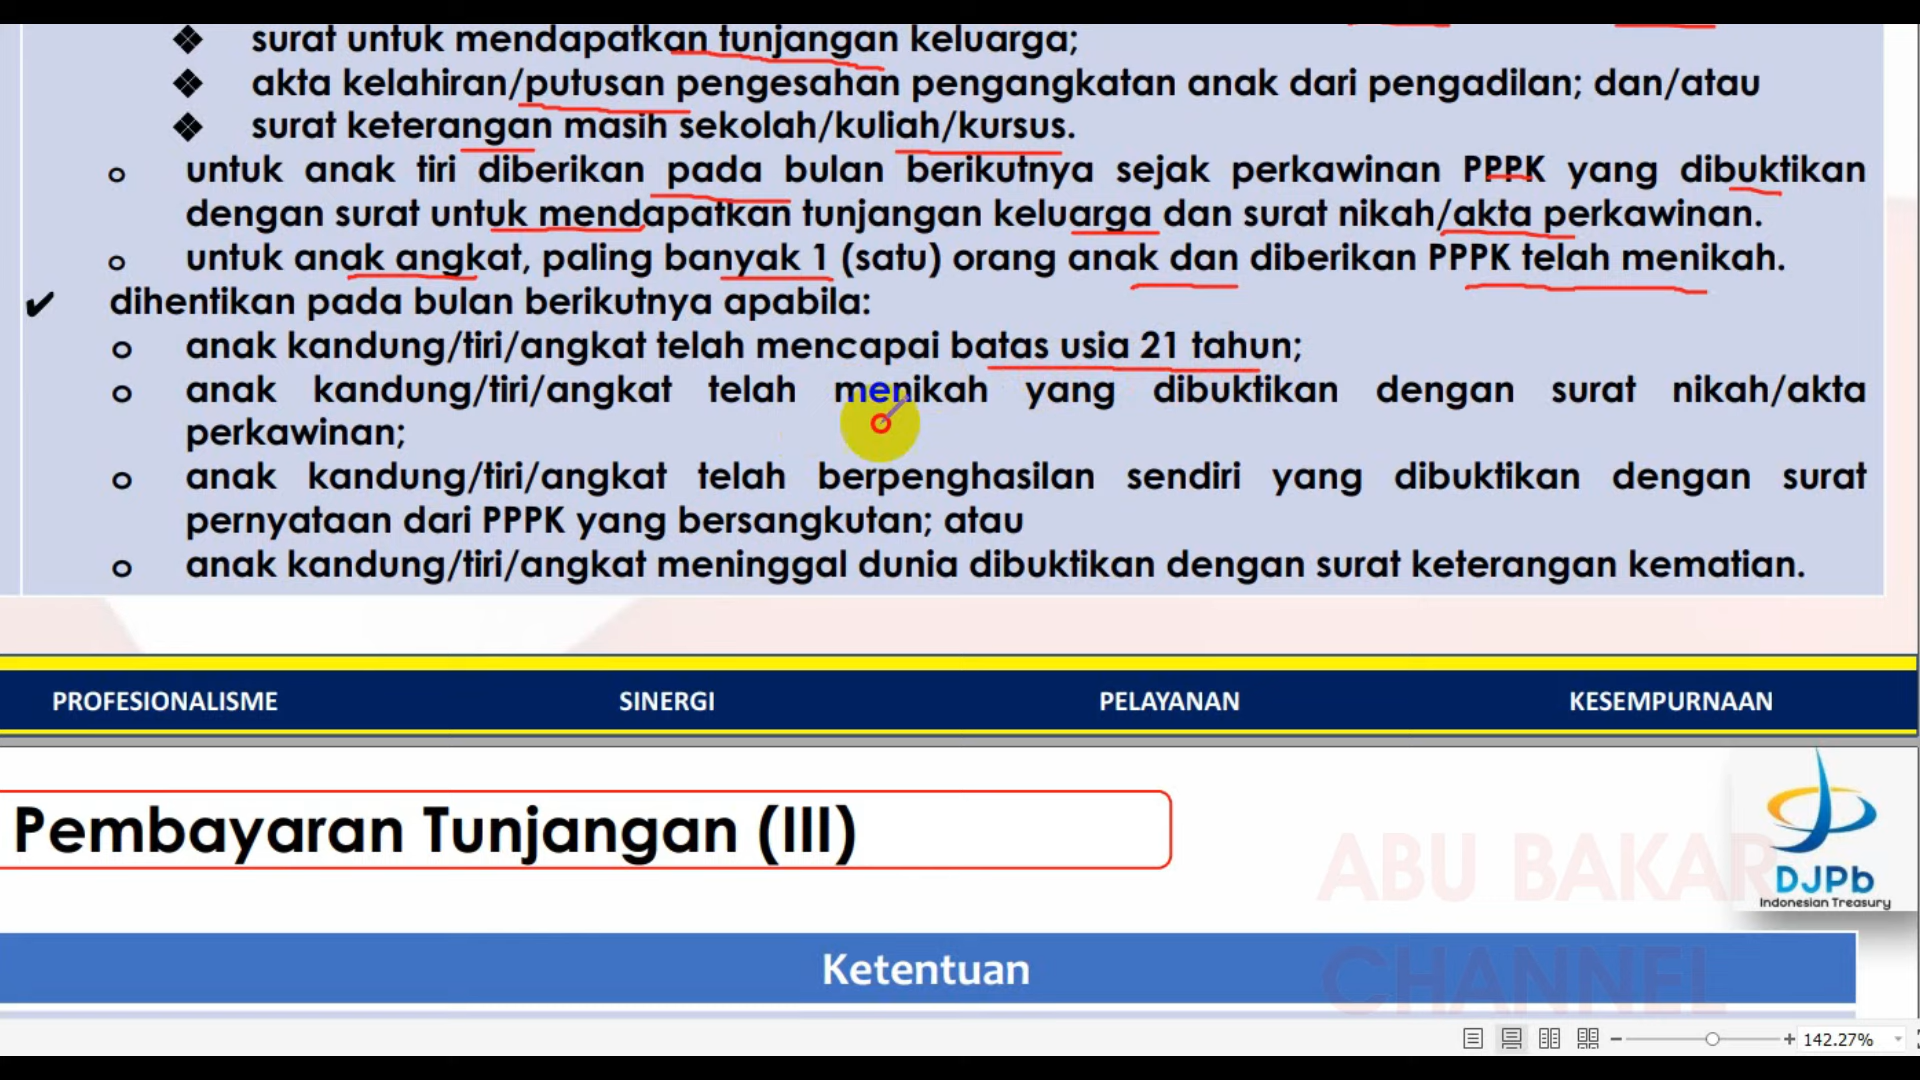 ❖ surat untuk mendapatkan tunjangan keluarga;
❖ akta kelahiran/putusan pengesahan pengangkatan anak dari pengadilan; dan/atau
❖ surat keterangan masih sekolah/kuliah/kursus.
o untuk anak tiri diberikan pada bulan berikutnya sejak perkawinan PPPK yang dibuktikan
dengan surat untuk mendapatkan tunjangan keluarga dan surat nikah/akta perkawinan.
o untuk anak angkat, paling banyak 1 (satu) orang anak dan diberikan PPPK telah menikah.
✔ dihentikan pada bulan berikutnya apabila:
o anak kandung/tiri/angkat telah mencapai batas usia 21 tahun;
o anak kandung/tiri/angkat telah menikah yang dibuktikan dengan surat nikah/akta
perkawinan;
o anak kandung/tiri/angkat telah berpenghasilan sendiri yang dibuktikan dengan surat
pernyataan dari PPPK yang bersangkutan; atau
o anak kandung/tiri/angkat meninggal dunia dibuktikan dengan surat keterangan kematian.
PROFESIONALISME SINERGI PELAYANAN KESEMPURNAAN
Pembayaran Tunjangan (III)
ABU BAKAR
DJPb
Indonesian Treasury
Ketentuan
CHANNEL
142.27%